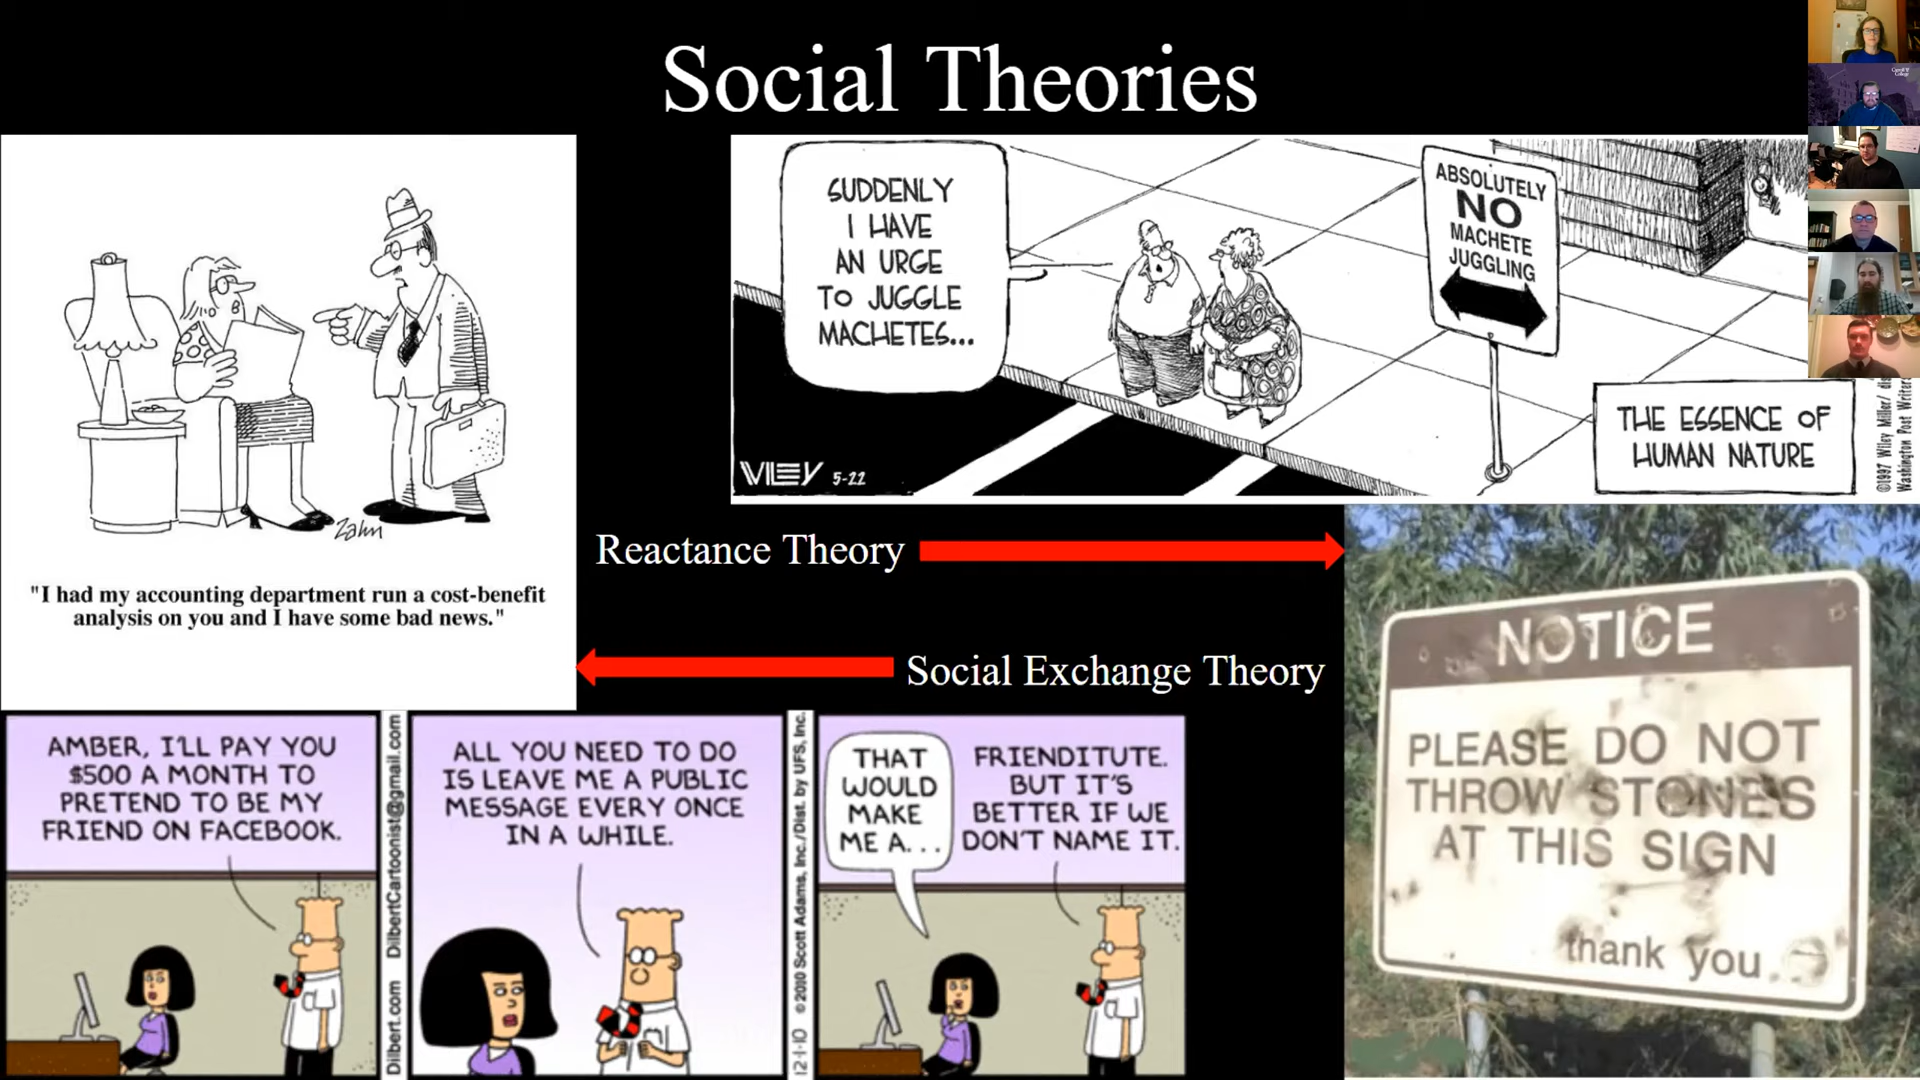 Social Theories
"I had my accounting department run a cost-benefit
analysis on you and I have some bad news."
Zahn
SUDDENLY
I HAVE
AN URGE
TO JUGGLE
MACHETES...
ABSOLUTELY
NO
MACHETE
JUGGLING
THE ESSENCE OF
HUMAN NATURE
WILEY 5-22
©1997 Wiley Miller/ dis
Washington Post Writers
Reactance Theory
Social Exchange Theory
NOTICE
PLEASE DO NOT
THROW STONES
AT THIS SIGN
thank you
AMBER, I'LL PAY YOU
$500 A MONTH TO
PRETEND TO BE MY
FRIEND ON FACEBOOK.
Dilbert.com DilbertCartoonist@gmail.com
ALL YOU NEED TO DO
IS LEAVE ME A PUBLIC
MESSAGE EVERY ONCE
IN A WHILE.
12-1-10 ©2010 Scott Adams, Inc./Dist. by UFS, Inc.
THAT
WOULD
MAKE
ME A...
FRIENDITUTE.
BUT IT'S
BETTER IF WE
DON'T NAME IT.